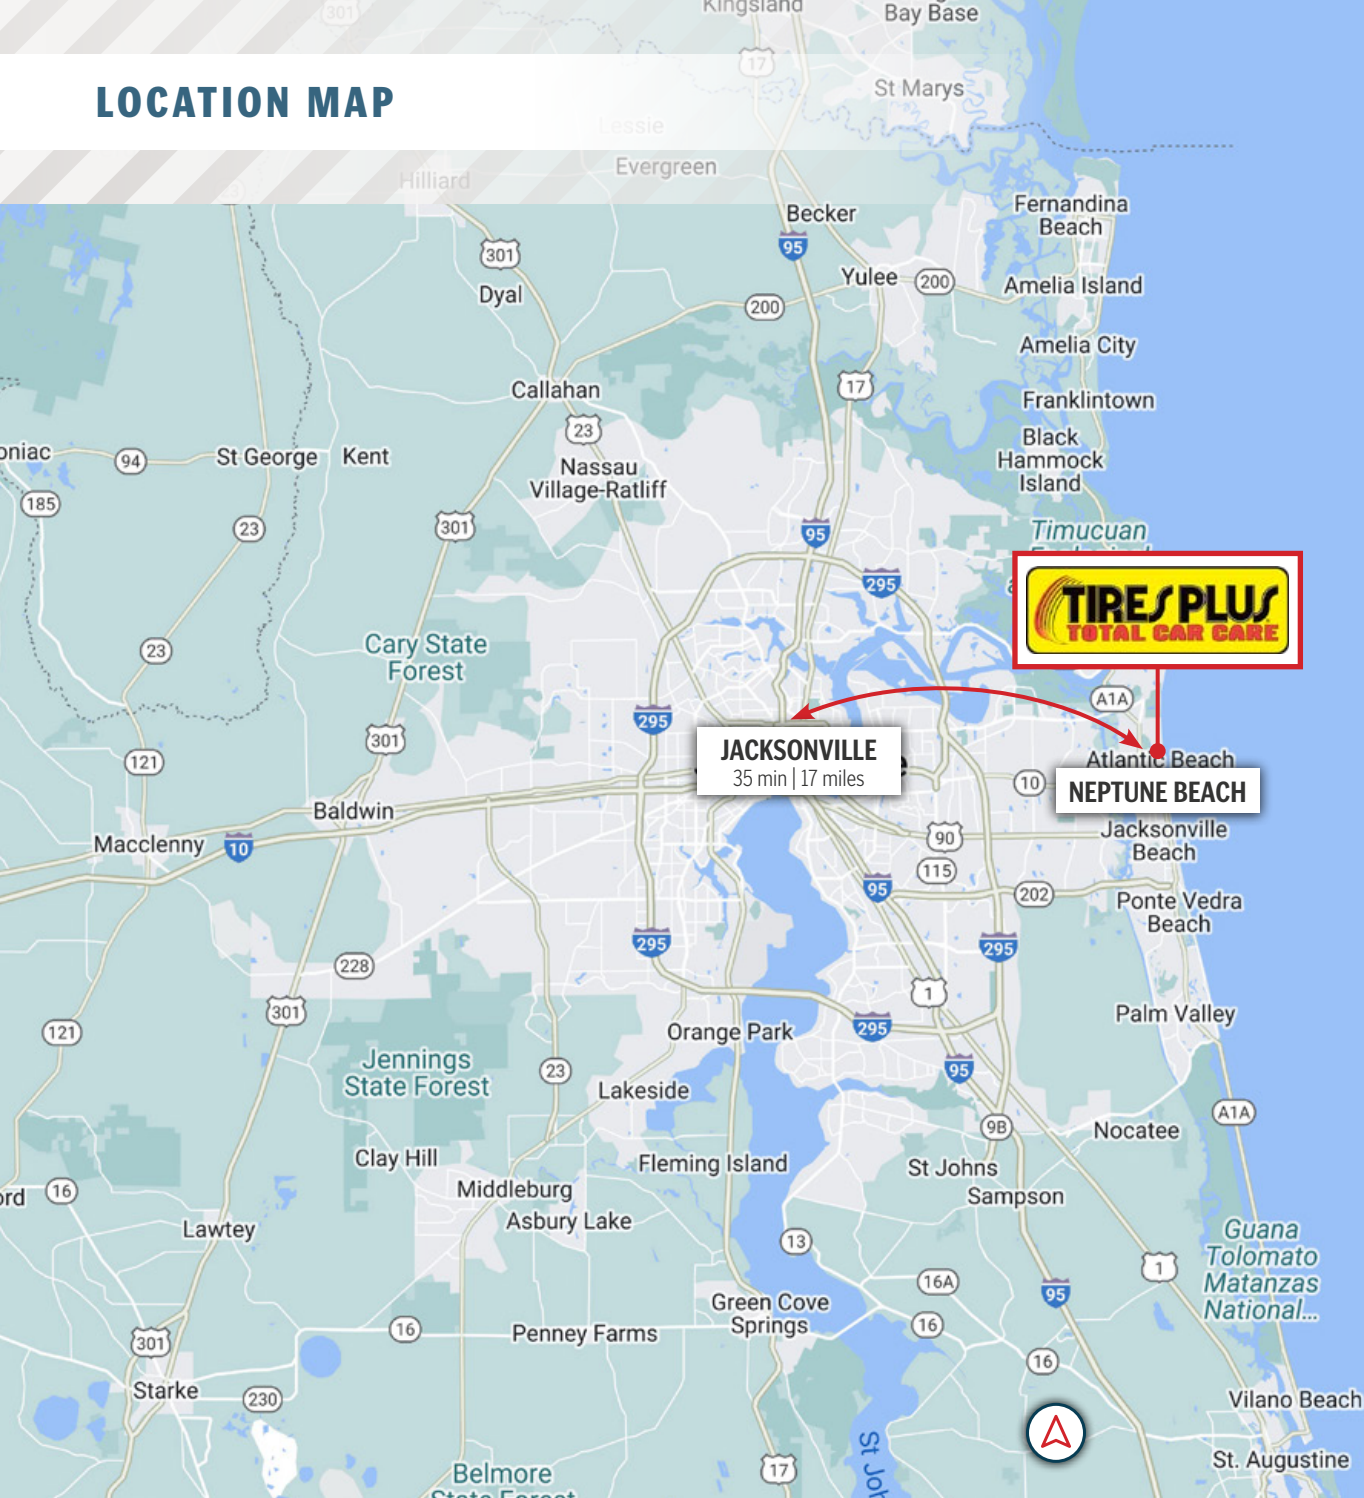 301
Kingsland
Bay Base
17
LOCATION MAP
St Marys
Lessie
Evergreen
Hilliard
Becker
Fernandina
Beach
301
95
Yulee
200
Amelia Island
Dyal
200
Amelia City
17
Callahan
Franklintown
23
Black
Hammock
Island
94
St George
Kent
Nassau
Village-Ratliff
185
23
301
95
Timucuan
295
TIRES PLUS
TOTAL CAR CARE
23
Cary State
Forest
A1A
295
301
JACKSONVILLE
35 min | 17 miles
121
Atlantic Beach
10
NEPTUNE BEACH
Baldwin
Macclenny
10
90
Jacksonville
Beach
115
95
202
Ponte Vedra
Beach
295
295
228
1
301
Palm Valley
121
Orange Park
295
Jennings
State Forest
23
95
Lakeside
A1A
9B
Nocatee
Clay Hill
Fleming Island
St Johns
16
Middleburg
Sampson
Lawtey
Asbury Lake
13
Guana
Tolomato
Matanzas
National...
1
16A
95
Green Cove
Springs
16
301
16
Penney Farms
16
Starke
230
Vilano Beach
St. Augustine
17
Belmore
State Forest